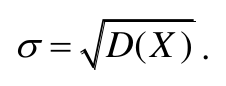 σ = √D(X) .